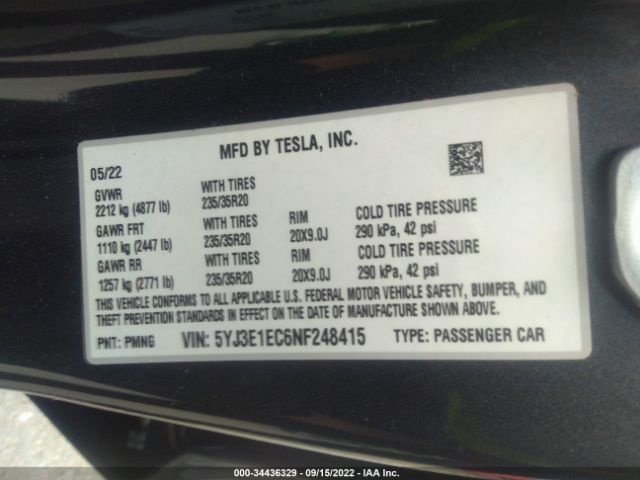 MFD BY TESLA, INC.
05/22
GVWR WITH TIRES
2212 kg (4877 lb) 235/35R20
GAWR FRT WITH TIRES RIM COLD TIRE PRESSURE
1110 kg (2447 lb) 235/35R20 20X9.0J 290 kPa, 42 psi
GAWR RR WITH TIRES RIM COLD TIRE PRESSURE
1257 kg (2771 lb) 235/35R20 20X9.0J 290 kPa, 42 psi
THIS VEHICLE CONFORMS TO ALL APPLICABLE U.S. FEDERAL MOTOR VEHICLE SAFETY, BUMPER, AND
THEFT PREVENTION STANDARDS IN EFFECT ON THE DATE OF MANUFACTURE SHOWN ABOVE.
PNT: PMNG VIN: 5YJ3E1EC6NF248415 TYPE: PASSENGER CAR
000-34436329 - 09/15/2022 - IAA Inc.